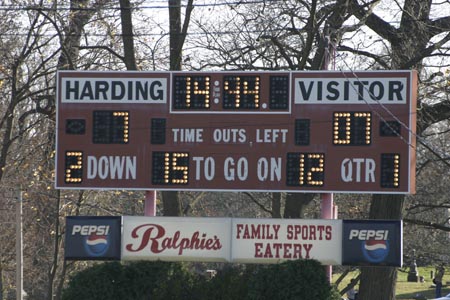 HARDING 14:44 VISITOR
7 07
TIME OUTS LEFT
2 DOWN 15 TO GO ON 12 QTR 1
PEPSI Ralphie's FAMILY SPORTS EATERY PEPSI